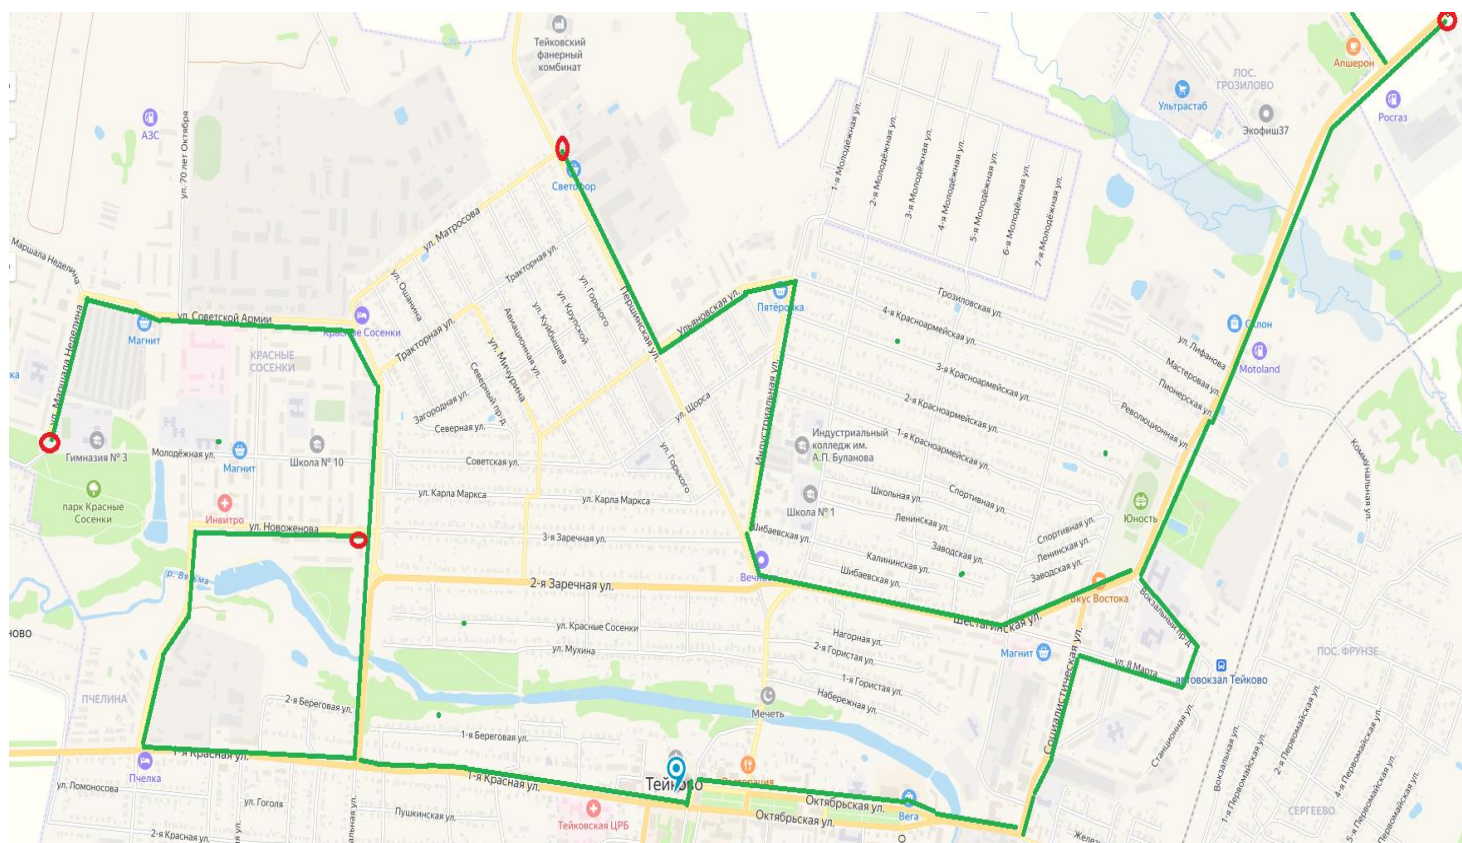 Тейковский
фанерный
комбинат
Апшерон
ПОС.
ГРОЗИЛОВО
Ультрастаб
Росгаз
Экофиш37
АЗС
ул. 70 лет Октября
Светофор
1-я Молодёжная ул.
2-я Молодёжная ул.
3-я Молодёжная ул.
4-я Молодёжная ул.
5-я Молодёжная ул.
6-я Молодёжная ул.
7-я Молодёжная ул.
ул. Матросова
Маршала Неделина
ул. Ошанина
Тракторная ул.
ул. Горького
ул. Крупской
ул. Куйбышева
Авиационная ул.
Першинская ул.
Ульяновская ул.
Пятёрочка
Грозиловская ул.
ул. Советской Армии
Магнит
Красные Сосенки
4-я Красноармейская ул.
Склон
ул. Лифанова
Motoland
Мастеровая ул.
Пионерская ул.
КРАСНЫЕ
СОСЕНКИ
Тракторная ул.
ул. Мичурина
Северный пр-д
3-я Красноармейская ул.
ул. Маршала Неделина
Загородная ул.
Северная ул.
ул. Щорса
Индустриальная ул.
2-я Красноармейская ул.
Революционная ул.
Гимназия № 3
Молодёжная ул.
Магнит
Школа № 10
Советская ул.
ул. Горького
Индустриальный
колледж им.
А.П. Буланова
1-я Красноармейская ул.
Коммунальная ул.
парк Красные
Сосенки
Инвитро
ул. Карла Маркса
ул. Карла Маркса
Школа № 1
Школьная ул.
Спортивная ул.
Юность
ул. Новоженова
3-я Заречная ул.
Шибаевская ул.
Ленинская ул.
Заводская ул.
Спортивная ул.
Ленинская ул.
Заводская ул.
р. Вязьма
2-я Заречная ул.
Калининская ул.
Шибаевская ул.
Вкус Востока
Вокзальный пр-д
ново
ул. Красные Сосенки
ул. Мухина
Шестагинская ул.
Нагорная ул.
2-я Гористая ул.
Магнит
ул. 8 Марта
автовокзал Тейково
ПОС. ФРУНЗЕ
ПЧЕЛИНА
2-я Береговая ул.
1-я Гористая ул.
Набережная ул.
Мечеть
Социалистическая ул.
Станционная ул.
Вокзальная ул.
1-я Первомайская ул.
2-я Первомайская ул.
4-я Первомайская ул.
5-я Первомайская ул.
1-я Береговая ул.
1-я Красная ул.
Пчелка
1-я Красная ул.
Тейково
Октябрьская ул.
Вега
Октябрьская ул.
ул. Ломоносова
ул. Гоголя
Пушкинская ул.
Тейковская ЦРБ
2-я Красная ул.
СЕРГЕЕВО